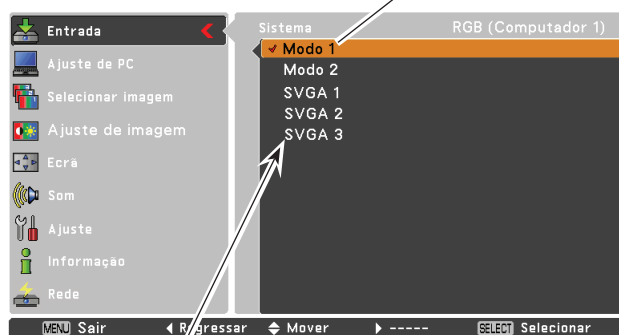 Entrada
Ajuste de PC
Selecionar imagem
Ajuste de imagem
Ecrã
Som
Ajuste
Informação
Rede
Sistema RGB (Computador 1)
✔ Modo 1
Modo 2
SVGA 1
SVGA 2
SVGA 3
MENU Sair Regressar Mover ----- SELECT Selecionar